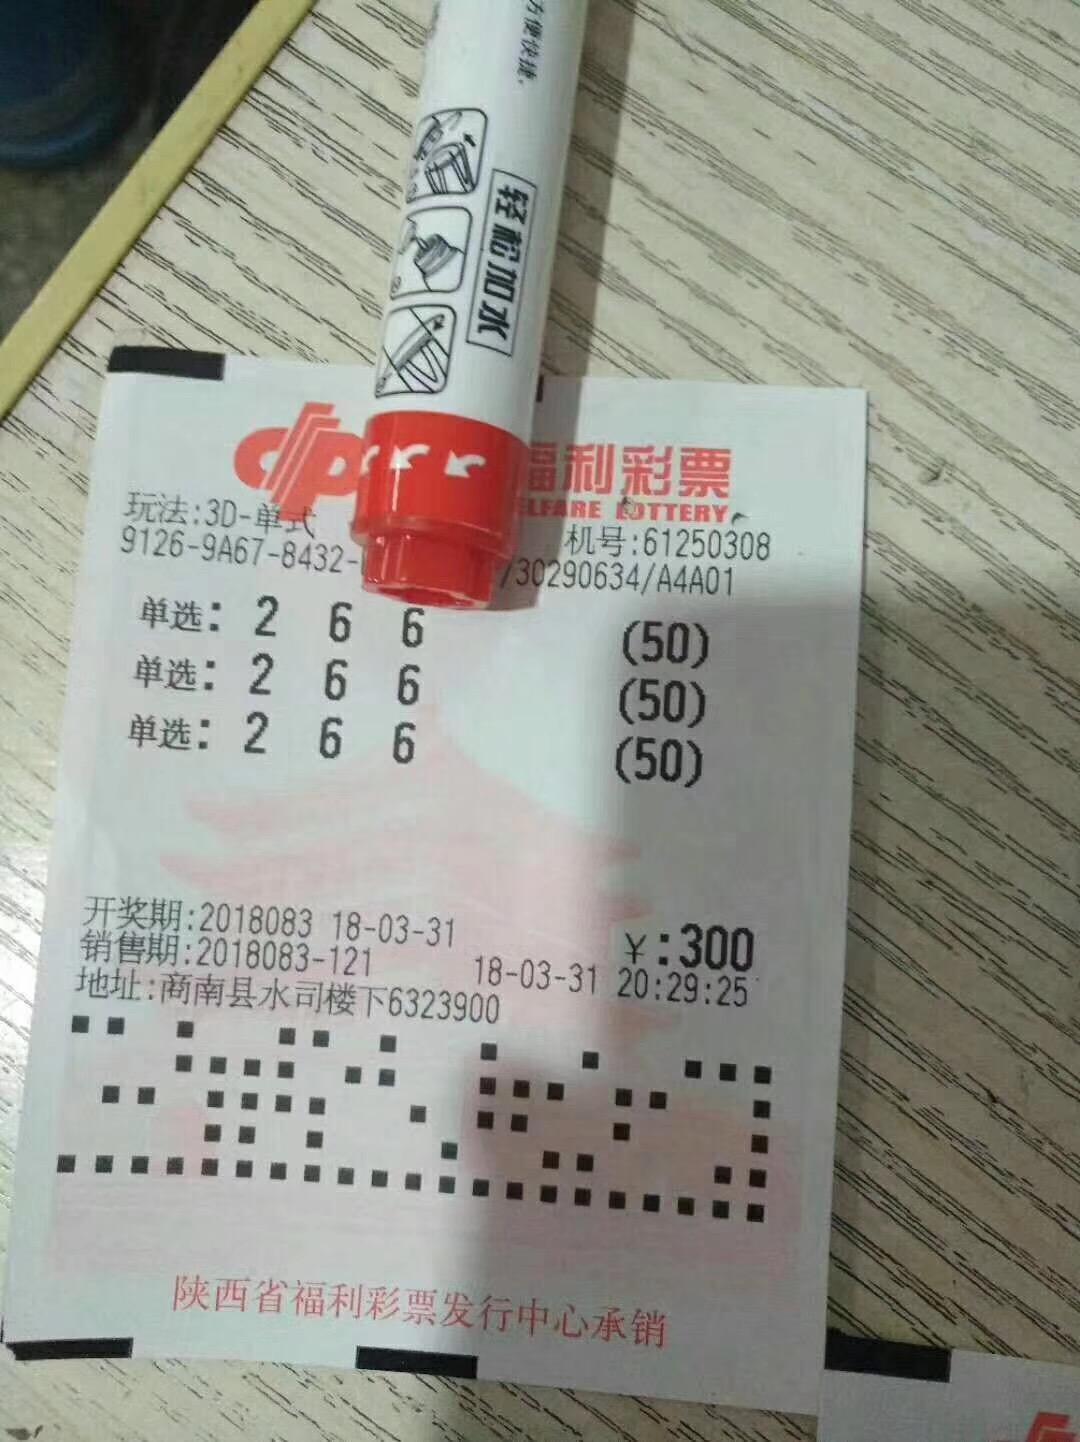 方便快捷,
轻松加水
福利彩票
ELFARE LOTTERY
玩法:3D-单式 机号:61250308
9126-9A67-8432- /30290634/A4A01
单选: 2 6 6 (50)
单选: 2 6 6 (50)
单选: 2 6 6 (50)
开奖期:2018083 18-03-31
¥:300
销售期:2018083-121 18-03-31 20:29:25
地址:商南县水司楼下6323900
陕西省福利彩票发行中心承销